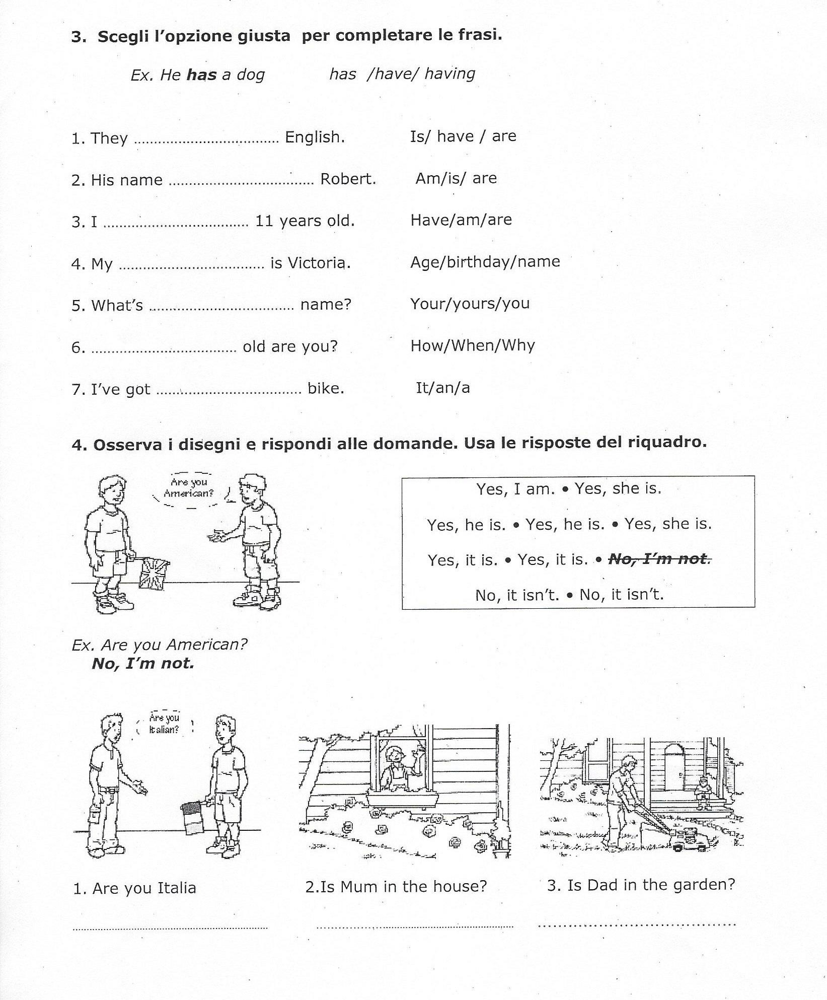 3. Scegli l'opzione giusta per completare le frasi.
Ex. He has a dog has /have/ having
1. They .................................... English. Is/ have / are
2. His name .................................... Robert. Am/is/ are
3. I .................................... 11 years old. Have/am/are
4. My .................................... is Victoria. Age/birthday/name
5. What's .................................... name? Your/yours/you
6. .................................... old are you? How/When/Why
7. I've got .................................... bike. It/an/a
4. Osserva i disegni e rispondi alle domande. Usa le risposte del riquadro.
Are you
American?
Yes, I am. • Yes, she is.
Yes, he is. • Yes, he is. • Yes, she is.
Yes, it is. • Yes, it is. • No, I'm not.
No, it isn't. • No, it isn't.
Ex. Are you American?
No, I'm not.
Are you
Italian?
1. Are you Italia 2.Is Mum in the house? 3. Is Dad in the garden?